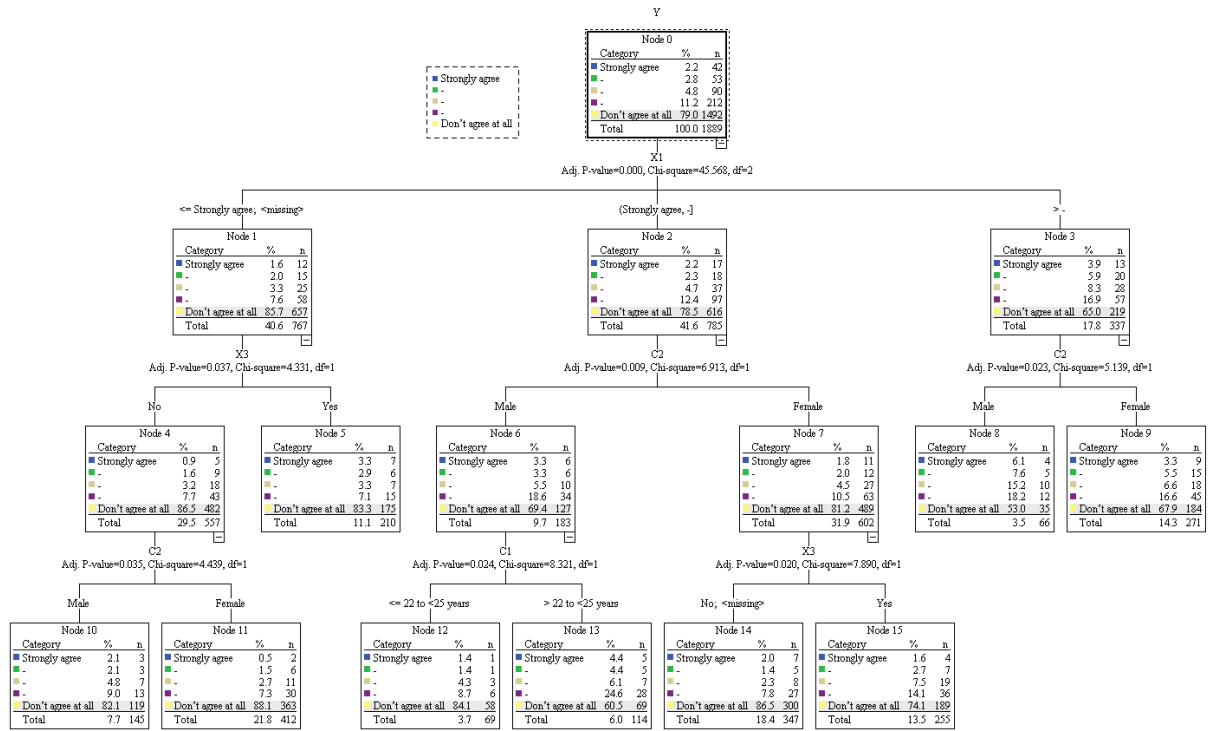 Y
Strongly agree
-
-
-
Don't agree at all
Node 0
Category % n
Strongly agree 2.2 42
- 2.8 53
- 4.8 90
- 11.2 212
Don't agree at all 79.0 1492
Total 100.0 1889
X1
Adj. P-value=0.000, Chi-square=45.568, df=2
<= Strongly agree; <missing>
(Strongly agree, -]
> -
Node 1
Category % n
Strongly agree 1.6 12
- 2.0 15
- 3.3 25
- 7.6 58
Don't agree at all 85.7 657
Total 40.6 767
Node 2
Category % n
Strongly agree 2.2 17
- 2.3 18
- 4.7 37
- 12.4 97
Don't agree at all 78.5 616
Total 41.6 785
Node 3
Category % n
Strongly agree 3.9 13
- 5.9 20
- 8.3 28
- 16.9 57
Don't agree at all 65.0 219
Total 17.8 337
X3
Adj. P-value=0.037, Chi-square=4.331, df=1
C2
Adj. P-value=0.009, Chi-square=6.913, df=1
C2
Adj. P-value=0.023, Chi-square=5.139, df=1
No
Yes
Male
Female
Male
Female
Node 4
Category % n
Strongly agree 0.9 5
- 1.6 9
- 3.2 18
- 7.7 43
Don't agree at all 86.5 482
Total 29.5 557
Node 5
Category % n
Strongly agree 3.3 7
- 2.9 6
- 3.3 7
- 7.1 15
Don't agree at all 83.3 175
Total 11.1 210
Node 6
Category % n
Strongly agree 3.3 6
- 3.3 6
- 5.5 10
- 18.6 34
Don't agree at all 69.4 127
Total 9.7 183
Node 7
Category % n
Strongly agree 1.8 11
- 2.0 12
- 4.5 27
- 10.5 63
Don't agree at all 81.2 489
Total 31.9 602
Node 8
Category % n
Strongly agree 6.1 4
- 7.6 5
- 15.2 10
- 18.2 12
Don't agree at all 53.0 35
Total 3.5 66
Node 9
Category % n
Strongly agree 3.3 9
- 5.5 15
- 6.6 18
- 16.6 45
Don't agree at all 67.9 184
Total 14.3 271
C2
Adj. P-value=0.035, Chi-square=4.439, df=1
C1
Adj. P-value=0.024, Chi-square=8.321, df=1
X3
Adj. P-value=0.020, Chi-square=7.890, df=1
Male
Female
<= 22 to <25 years
> 22 to <25 years
No; <missing>
Yes
Node 10
Category % n
Strongly agree 2.1 3
- 2.1 3
- 4.8 7
- 9.0 13
Don't agree at all 82.1 119
Total 7.7 145
Node 11
Category % n
Strongly agree 0.5 2
- 1.5 6
- 2.7 11
- 7.3 30
Don't agree at all 88.1 363
Total 21.8 412
Node 12
Category % n
Strongly agree 1.4 1
- 1.4 1
- 4.3 3
- 8.7 6
Don't agree at all 84.1 58
Total 3.7 69
Node 13
Category % n
Strongly agree 4.4 5
- 4.4 5
- 6.1 7
- 24.6 28
Don't agree at all 60.5 69
Total 6.0 114
Node 14
Category % n
Strongly agree 2.0 7
- 1.4 5
- 2.3 8
- 7.8 27
Don't agree at all 86.5 300
Total 18.4 347
Node 15
Category % n
Strongly agree 1.6 4
- 2.7 7
- 7.5 19
- 14.1 36
Don't agree at all 74.1 189
Total 13.5 255